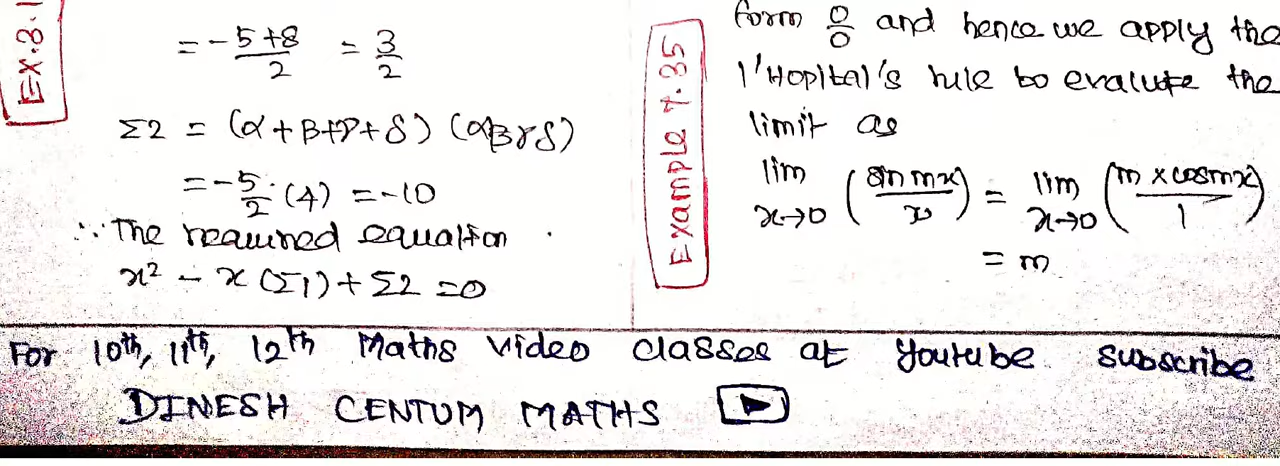 Ex.3.1
= -5+8/2 = 3/2
Σ2 = (α+β+γ+δ) (αβγδ)
= -5/2 (4) = -10
∴ The required equation
x² - x (Σ1) + Σ2 = 0
Example 7.35
form 0/0 and hence we apply the
l'Hopital's rule to evaluate the
limit as
lim x→0 (sin mx/x) = lim x→0 (m x cosmx/1)
= m
For 10th, 11th, 12th Maths video classes at Youtube subscribe
DINESH CENTUM MATHS